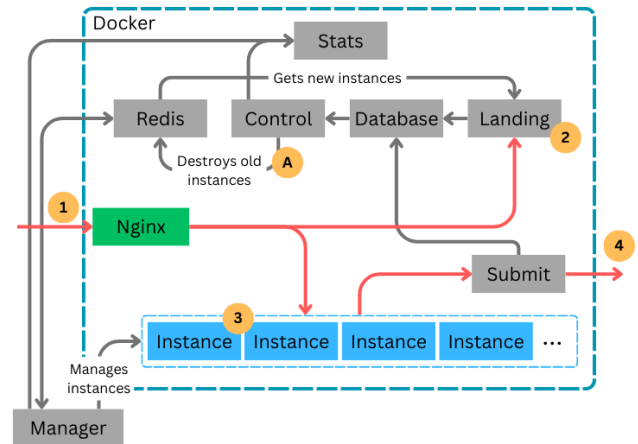 Docker
Stats
Gets new instances
Redis
Control
Database
Landing
2
Destroys old
instances
A
1
Nginx
4
Submit
3
Instance
Instance
Instance
Instance
...
Manages
instances
Manager